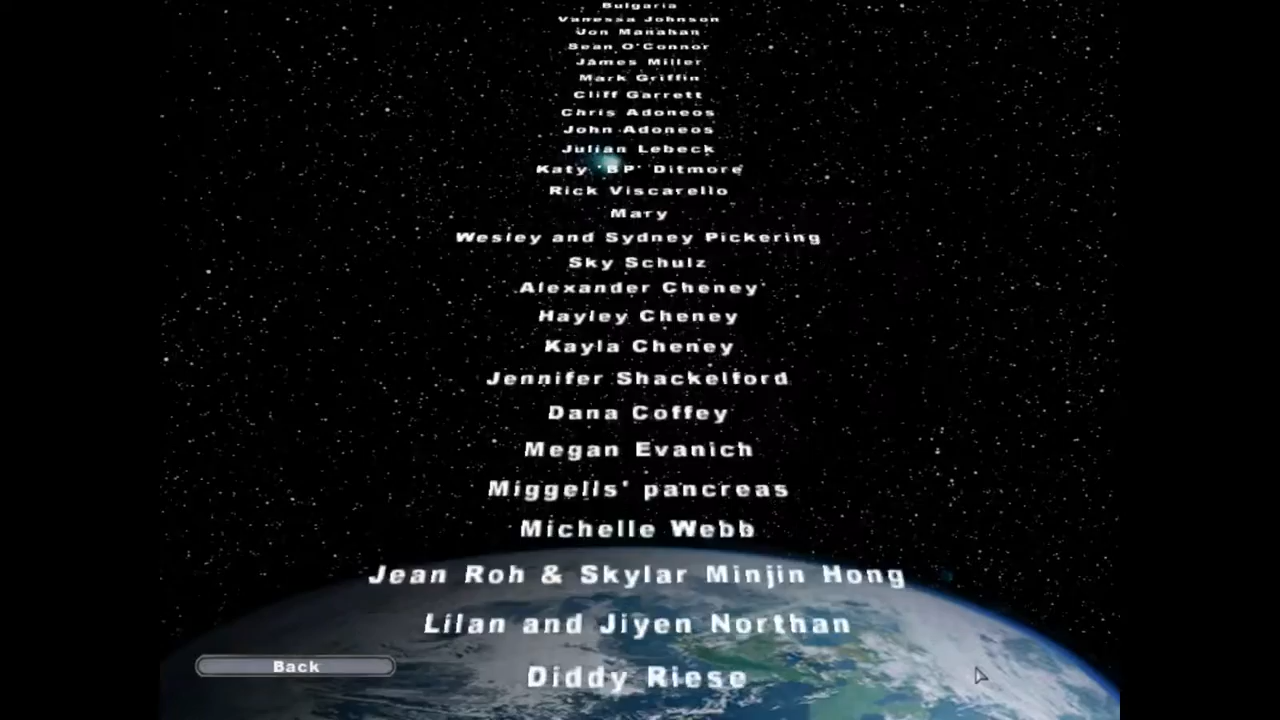 Bulgaria
Vanessa Johnson
Jon Manahan
Sean O'Connor
James Miller
Mark Griffin
Cliff Garrett
Chris Adoneos
John Adoneos
Julian Lebeck
Katy 'BP' Ditmore
Rick Viscarello
Mary
Wesley and Sydney Pickering
Sky Schulz
Alexander Cheney
Hayley Cheney
Kayla Cheney
Jennifer Shackelford
Dana Coffey
Megan Evanich
Miggells' pancreas
Michelle Webb
Jean Roh & Skylar Minjin Hong
Lilan and Jiyen Northan
Back
Diddy Riese